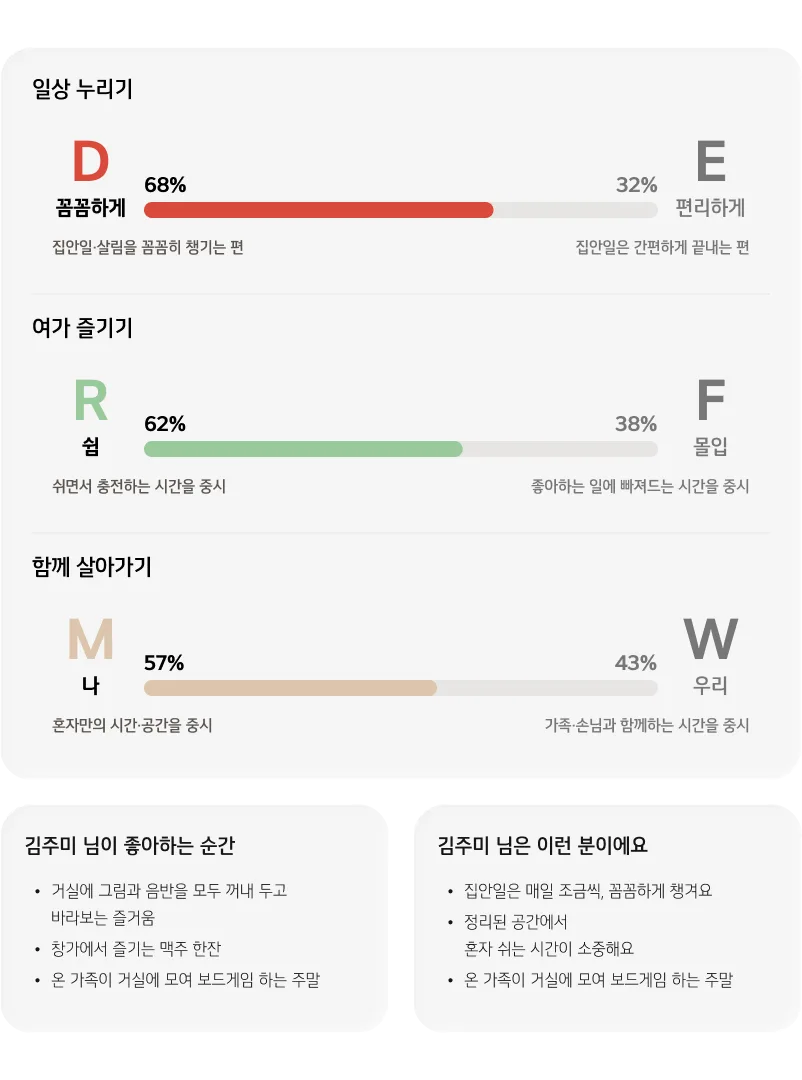 일상 누리기
D
E
68%
32%
꼼꼼하게
편리하게
집안일·살림을 꼼꼼히 챙기는 편
집안일은 간편하게 끝내는 편
여가 즐기기
R
F
62%
38%
쉼
몰입
쉬면서 충전하는 시간을 중시
좋아하는 일에 빠져드는 시간을 중시
함께 살아가기
M
W
57%
43%
나
우리
혼자만의 시간·공간을 중시
가족·손님과 함께하는 시간을 중시
김주미 님이 좋아하는 순간
• 거실에 그림과 음반을 모두 꺼내 두고
바라보는 즐거움
• 창가에서 즐기는 맥주 한잔
• 온 가족이 거실에 모여 보드게임 하는 주말
김주미 님은 이런 분이에요
• 집안일은 매일 조금씩, 꼼꼼하게 챙겨요
• 정리된 공간에서
혼자 쉬는 시간이 소중해요
• 온 가족이 거실에 모여 보드게임 하는 주말